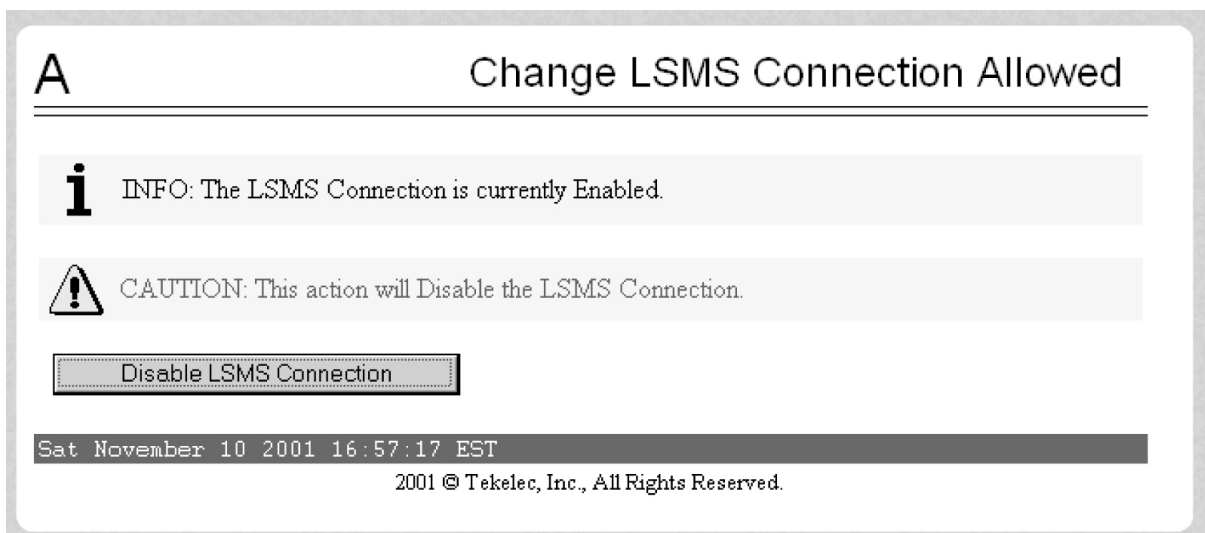 A
Change LSMS Connection Allowed
INFO: The LSMS Connection is currently Enabled.
CAUTION: This action will Disable the LSMS Connection.
Disable LSMS Connection
Sat November 10 2001 16:57:17 EST
2001 © Tekelec, Inc., All Rights Reserved.